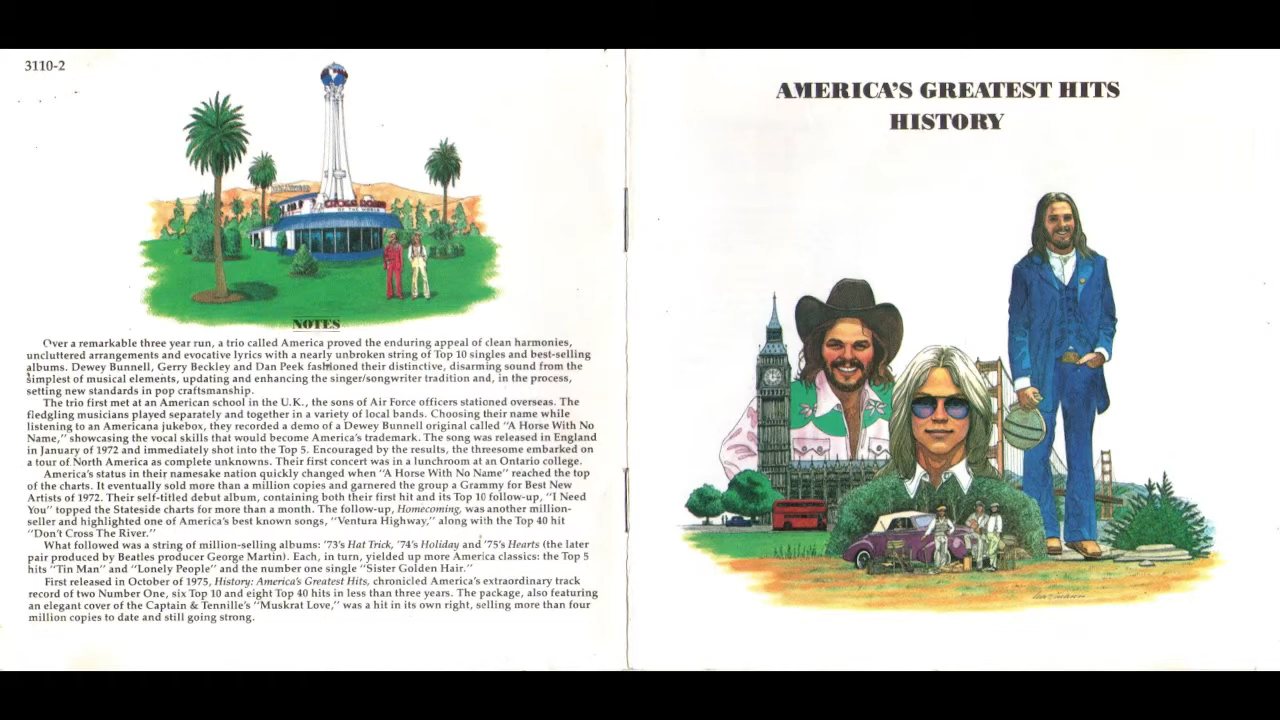 3110-2
CROSS ROADS
OF THE WORLD
NOTES
Over a remarkable three year run, a trio called America proved the enduring appeal of clean harmonies,
uncluttered arrangements and evocative lyrics with a nearly unbroken string of Top 10 singles and best-selling
albums. Dewey Bunnell, Gerry Beckley and Dan Peek fashioned their distinctive, disarming sound from the
simplest of musical elements, updating and enhancing the singer/songwriter tradition and, in the process,
setting new standards in pop craftsmanship.
The trio first met at an American school in the U.K., the sons of Air Force officers stationed overseas. The
fledgling musicians played separately and together in a variety of local bands. Choosing their name while
listening to an Americana jukebox, they recorded a demo of a Dewey Bunnell original called “A Horse With No
Name,” showcasing the vocal skills that would become America’s trademark. The song was released in England
in January of 1972 and immediately shot into the Top 5. Encouraged by the results, the threesome embarked on
a tour of North America as complete unknowns. Their first concert was in a lunchroom at an Ontario college.
America’s status in their namesake nation quickly changed when “A Horse With No Name” reached the top
of the charts. It eventually sold more than a million copies and garnered the group a Grammy for Best New
Artists of 1972. Their self-titled debut album, containing both their first hit and its Top 10 follow-up, “I Need
You” topped the Stateside charts for more than a month. The follow-up, Homecoming, was another million-
seller and highlighted one of America’s best known songs, “Ventura Highway,” along with the Top 40 hit
“Don’t Cross The River.”
What followed was a string of million-selling albums: ’73’s Hat Trick, ’74’s Holiday and ’75’s Hearts (the later
pair produced by Beatles producer George Martin). Each, in turn, yielded up more America classics: the Top 5
hits “Tin Man” and “Lonely People” and the number one single “Sister Golden Hair.”
First released in October of 1975, History: America’s Greatest Hits, chronicled America’s extraordinary track
record of two Number One, six Top 10 and eight Top 40 hits in less than three years. The package, also featuring
an elegant cover of the Captain & Tennille’s “Muskrat Love,” was a hit in its own right, selling more than four
million copies to date and still going strong.
AMERICA’S GREATEST HITS
HISTORY